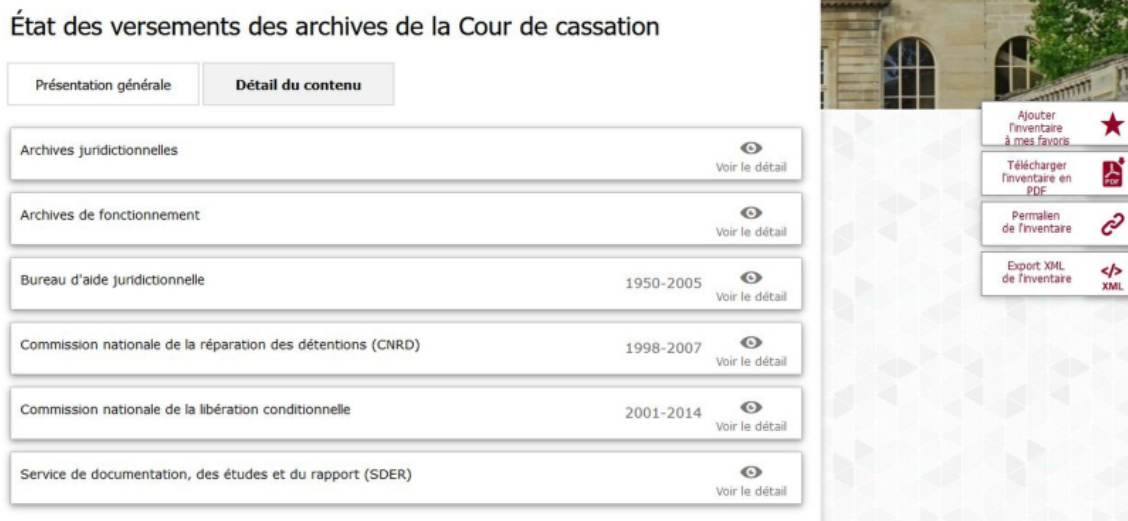 État des versements des archives de la Cour de cassation
Présentation générale
Détail du contenu
Archives juridictionnelles
Voir le détail
Archives de fonctionnement
Voir le détail
Bureau d'aide juridictionnelle
1950-2005
Voir le détail
Commission nationale de la réparation des détentions (CNRD)
1998-2007
Voir le détail
Commission nationale de la libération conditionnelle
2001-2014
Voir le détail
Service de documentation, des études et du rapport (SDER)
Voir le détail
Ajouter
l'inventaire
à mes favoris
Télécharger
l'inventaire en
PDF
PDF
Permalien
de l'inventaire
Export XML
de l'inventaire
</>
XML